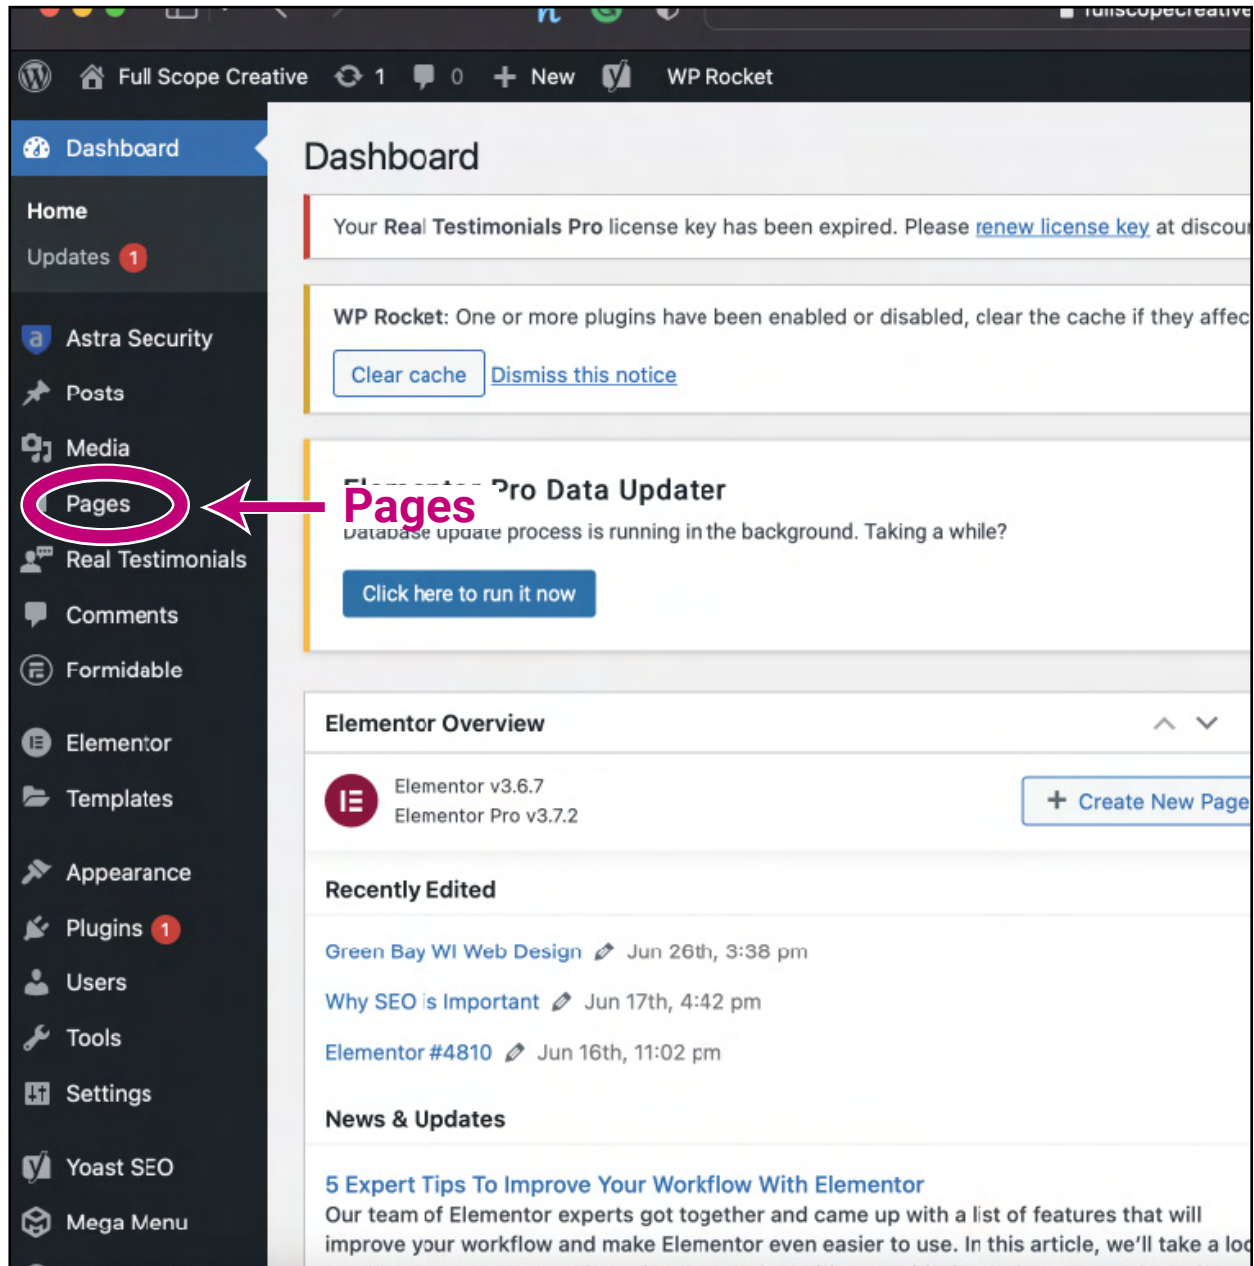 fullscopecreative
Full Scope Creative 1 0 + New WP Rocket
Dashboard
Home
Updates 1
Astra Security
Posts
Media
Pages
Real Testimonials
Comments
Formidable
Elementor
Templates
Appearance
Plugins 1
Users
Tools
Settings
Yoast SEO
Mega Menu
Dashboard
Your Real Testimonials Pro license key has been expired. Please renew license key at discou
WP Rocket: One or more plugins have been enabled or disabled, clear the cache if they affec
Clear cache Dismiss this notice
Elementor Pro Data Updater
Pages
Database update process is running in the background. Taking a while?
Click here to run it now
Elementor Overview
Elementor v3.6.7
Elementor Pro v3.7.2
+ Create New Page
Recently Edited
Green Bay WI Web Design Jun 26th, 3:38 pm
Why SEO is Important Jun 17th, 4:42 pm
Elementor #4810 Jun 16th, 11:02 pm
News & Updates
5 Expert Tips To Improve Your Workflow With Elementor
Our team of Elementor experts got together and came up with a list of features that will
improve your workflow and make Elementor even easier to use. In this article, we’ll take a loo